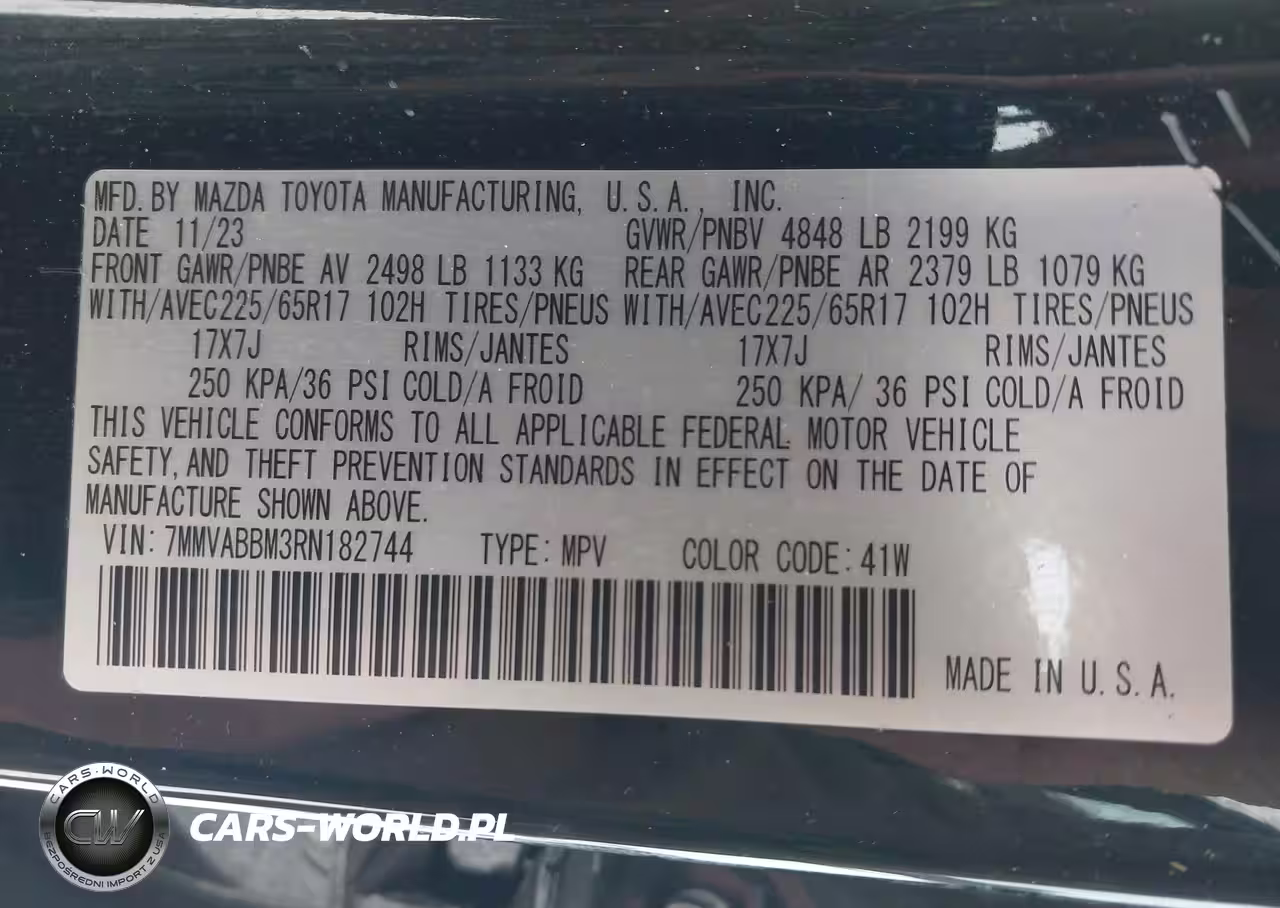 MFD. BY MAZDA TOYOTA MANUFACTURING, U.S.A., INC.
DATE 11/23 GVWR/PNBV 4848 LB 2199 KG
FRONT GAWR/PNBE AV 2498 LB 1133 KG REAR GAWR/PNBE AR 2379 LB 1079 KG
WITH/AVEC225/65R17 102H TIRES/PNEUS WITH/AVEC225/65R17 102H TIRES/PNEUS
17X7J RIMS/JANTES 17X7J RIMS/JANTES
250 KPA/36 PSI COLD/A FROID 250 KPA/ 36 PSI COLD/A FROID
THIS VEHICLE CONFORMS TO ALL APPLICABLE FEDERAL MOTOR VEHICLE
SAFETY, AND THEFT PREVENTION STANDARDS IN EFFECT ON THE DATE OF
MANUFACTURE SHOWN ABOVE.
VIN: 7MMVABBM3RN182744 TYPE: MPV COLOR CODE: 41W
MADE IN U.S.A.
CARS-WORLD
CW
BEZPOŚREDNI IMPORT Z USA
CARS-WORLD.PL